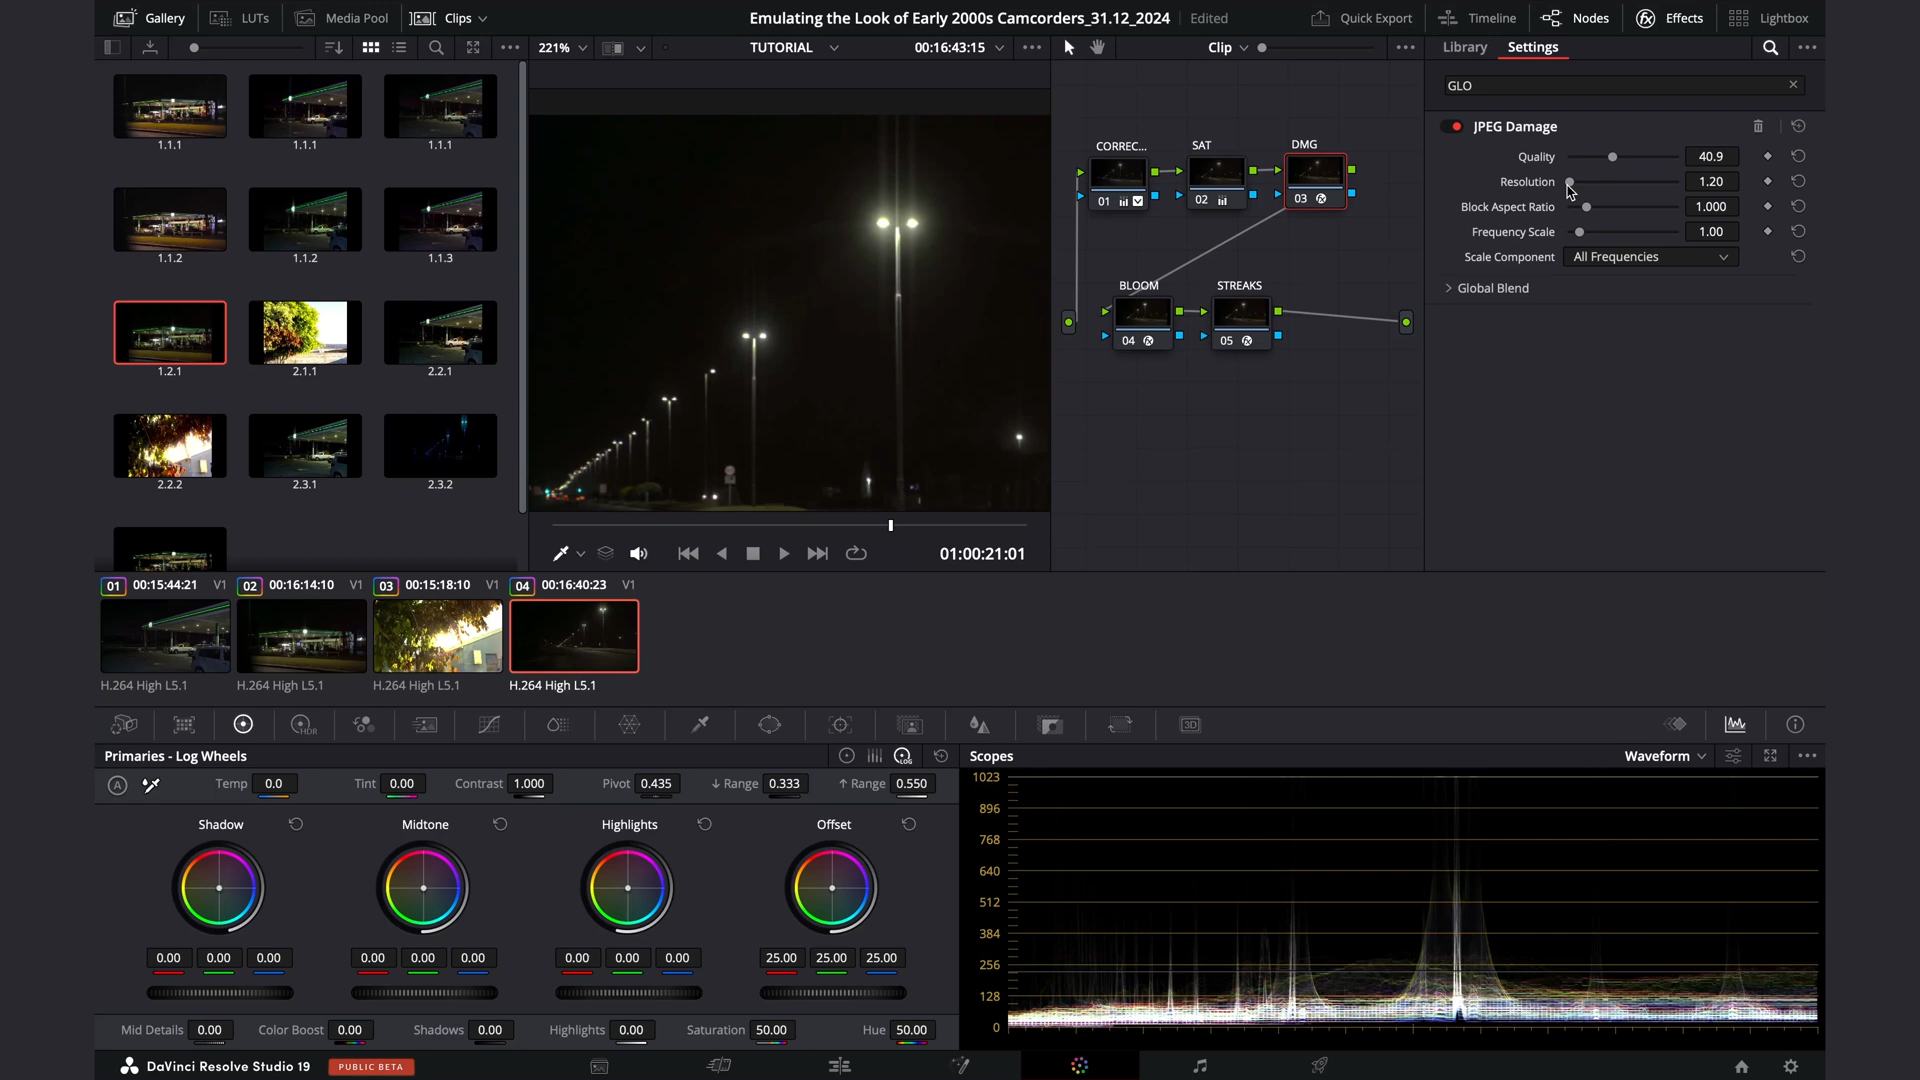 Gallery LUTs Media Pool Clips Emulating the Look of Early 2000s Camcorders_31.12_2024 Edited Quick Export Timeline Nodes Effects Lightbox
221% TUTORIAL 00:16:43:15 Clip Library Settings
GLO
JPEG Damage
Quality 40.9
Resolution 1.20
Block Aspect Ratio 1.000
Frequency Scale 1.00
Scale Component All Frequencies
Global Blend
1.1.1 1.1.1 1.1.1
1.1.2 1.1.2 1.1.3
1.2.1 2.1.1 2.2.1
2.2.2 2.3.1 2.3.2
CORREC... SAT DMG
01 02 03
BLOOM STREAKS
04 05
01:00:21:01
01 00:15:44:21 V1 02 00:16:14:10 V1 03 00:15:18:10 V1 04 00:16:40:23 V1
H.264 High L5.1 H.264 High L5.1 H.264 High L5.1 H.264 High L5.1
HDR 3D
Primaries - Log Wheels LOG Scopes Waveform
A Temp 0.0 Tint 0.00 Contrast 1.000 Pivot 0.435 ↓ Range 0.333 ↑ Range 0.550
Shadow Midtone Highlights Offset
0.00 0.00 0.00 0.00 0.00 0.00 0.00 0.00 0.00 25.00 25.00 25.00
Mid Details 0.00 Color Boost 0.00 Shadows 0.00 Highlights 0.00 Saturation 50.00 Hue 50.00
1023
896
768
640
512
384
256
128
0
DaVinci Resolve Studio 19 PUBLIC BETA